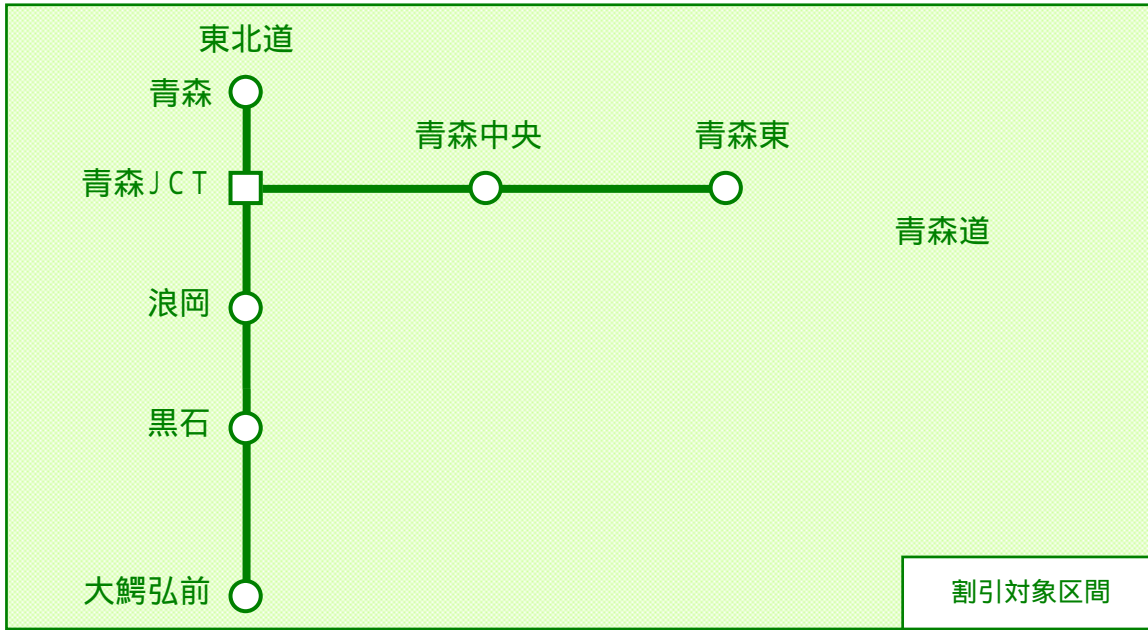 東北道
青森
青森中央
青森東
青森JCT
青森道
浪岡
黒石
大鰐弘前
割引対象区間